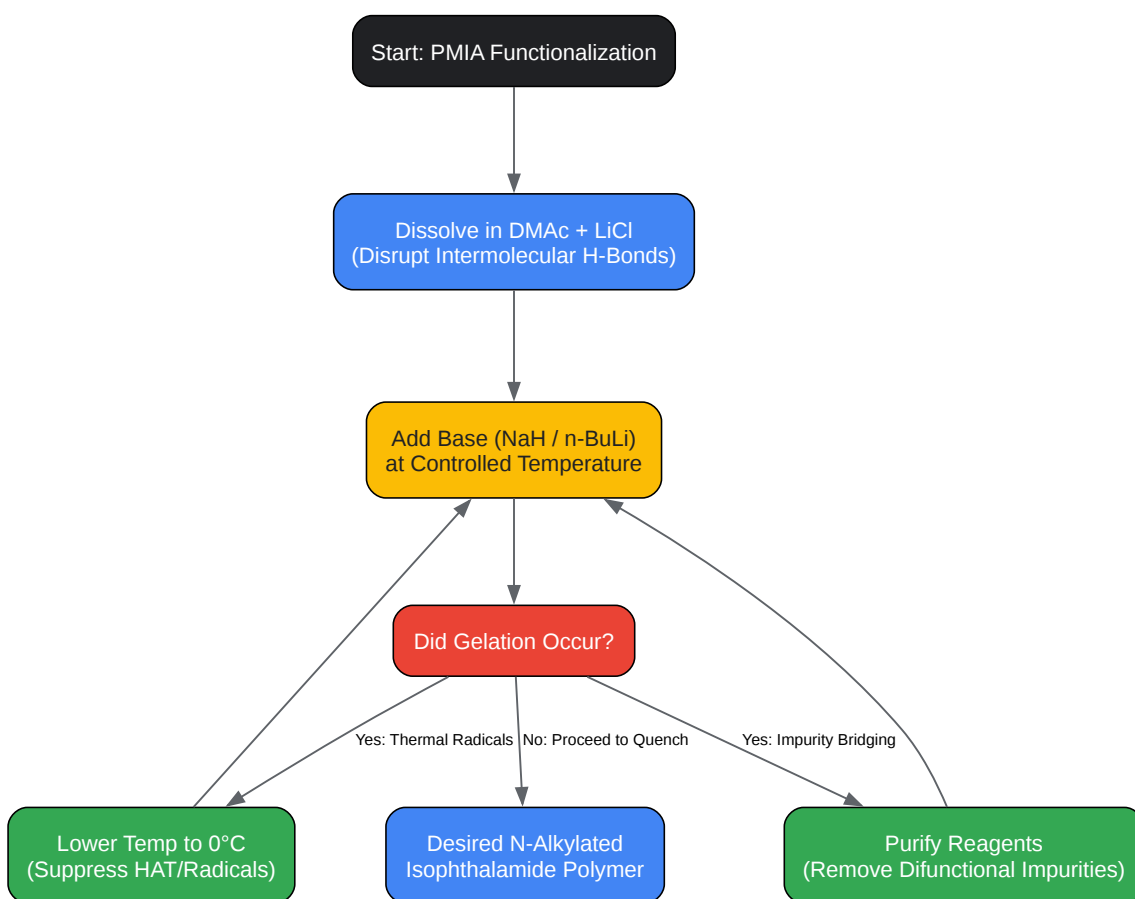 Start: PMIA Functionalization
Dissolve in DMAc + LiCl
(Disrupt Intermolecular H-Bonds)
Add Base (NaH / n-BuLi)
at Controlled Temperature
Did Gelation Occur?
Yes: Thermal Radicals
No: Proceed to Quench
Yes: Impurity Bridging
Lower Temp to 0°C
(Suppress HAT/Radicals)
Desired N-Alkylated
Isophthalamide Polymer
Purify Reagents
(Remove Difunctional Impurities)